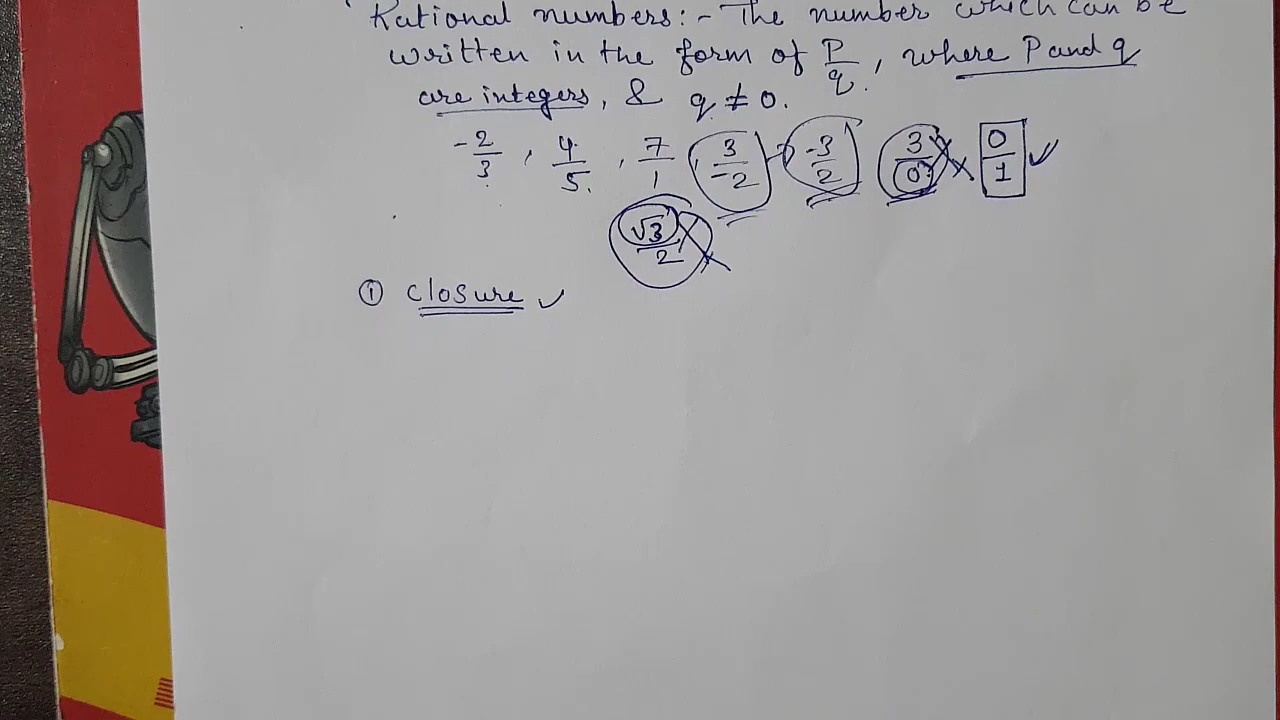 Rational numbers:- The number which can be
written in the form of P/q, where P and q
are integers, & q ≠ 0.
-2/3, 4/5, 7/1, 3/-2 → -3/2 3/0 × 0/1 ✓
√3/2 ×
① Closure ✓